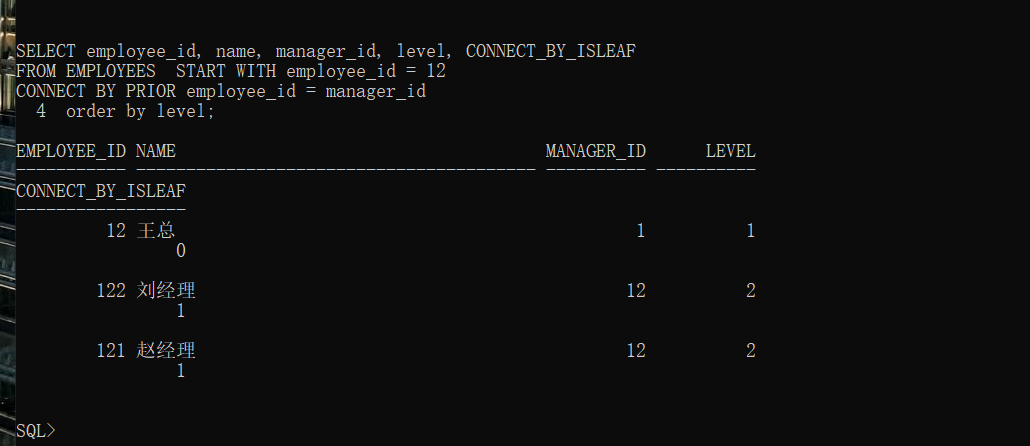 SELECT employee_id, name, manager_id, level, CONNECT_BY_ISLEAF
FROM EMPLOYEES  START WITH employee_id = 12
CONNECT BY PRIOR employee_id = manager_id
  4  order by level;
EMPLOYEE_ID NAME                                     MANAGER_ID      LEVEL
----------- ---------------------------------------- ---------- ----------
CONNECT_BY_ISLEAF
-----------------
         12 王总                                              1          1
                0
        122 刘经理                                           12          2
                1
        121 赵经理                                           12          2
                1
SQL>